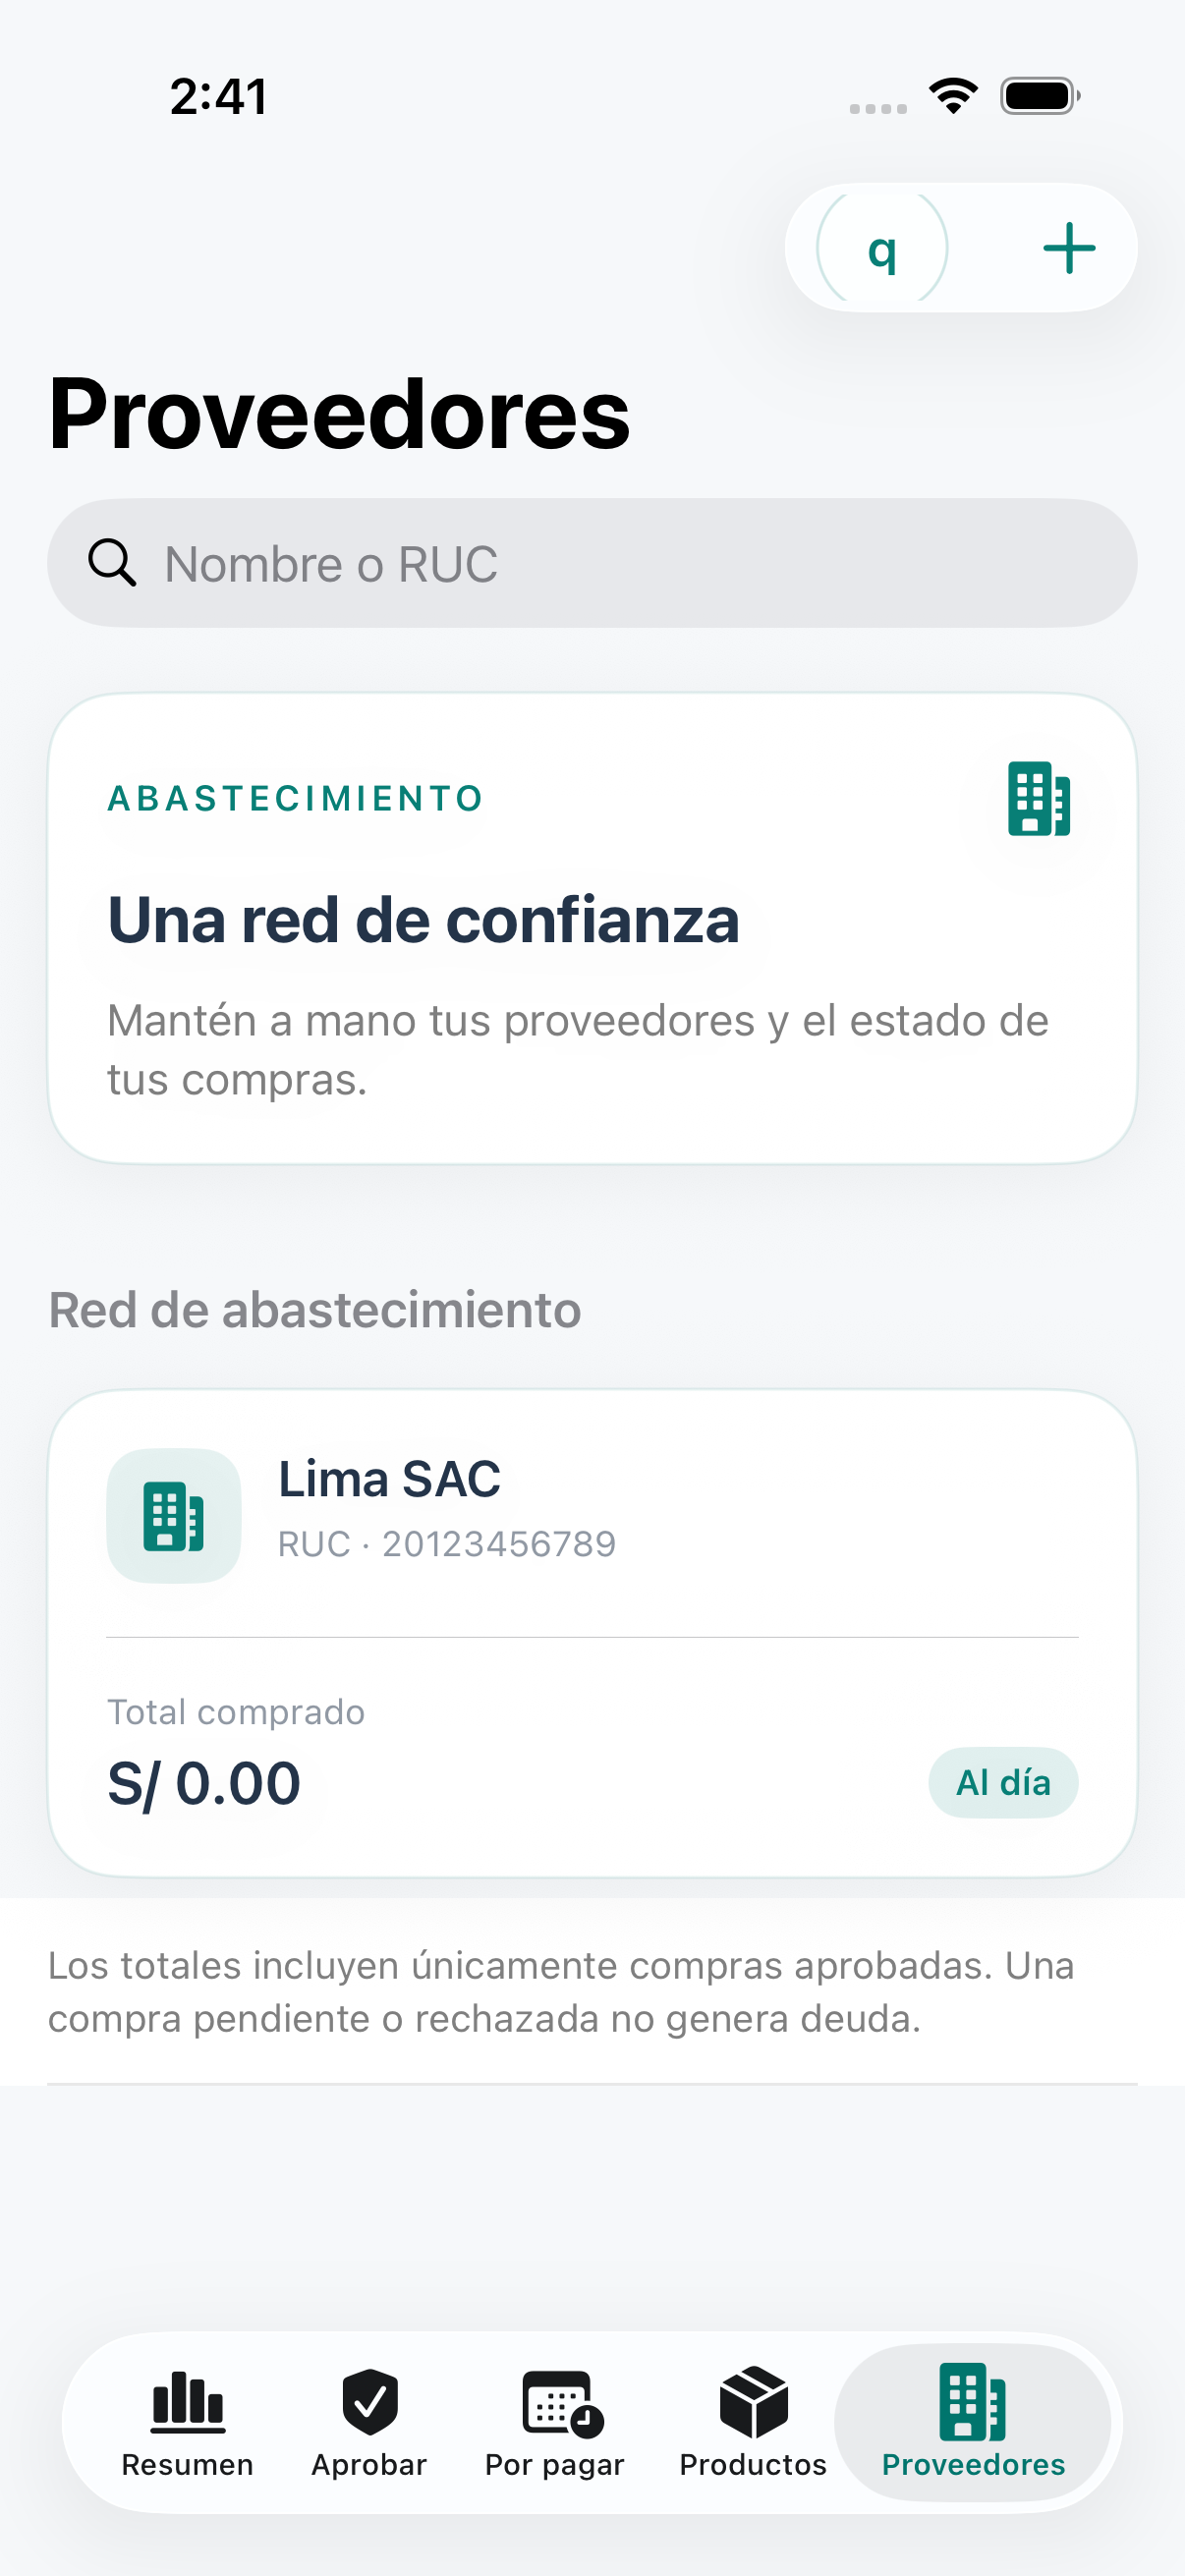 2:41
q
Proveedores
Nombre o RUC
ABASTECIMIENTO
Una red de confianza
Mantén a mano tus proveedores y el estado de
tus compras.
Red de abastecimiento
Lima SAC
RUC · 20123456789
Total comprado
S/ 0.00
Al día
Los totales incluyen únicamente compras aprobadas. Una
compra pendiente o rechazada no genera deuda.
Resumen
Aprobar
Por pagar
Productos
Proveedores